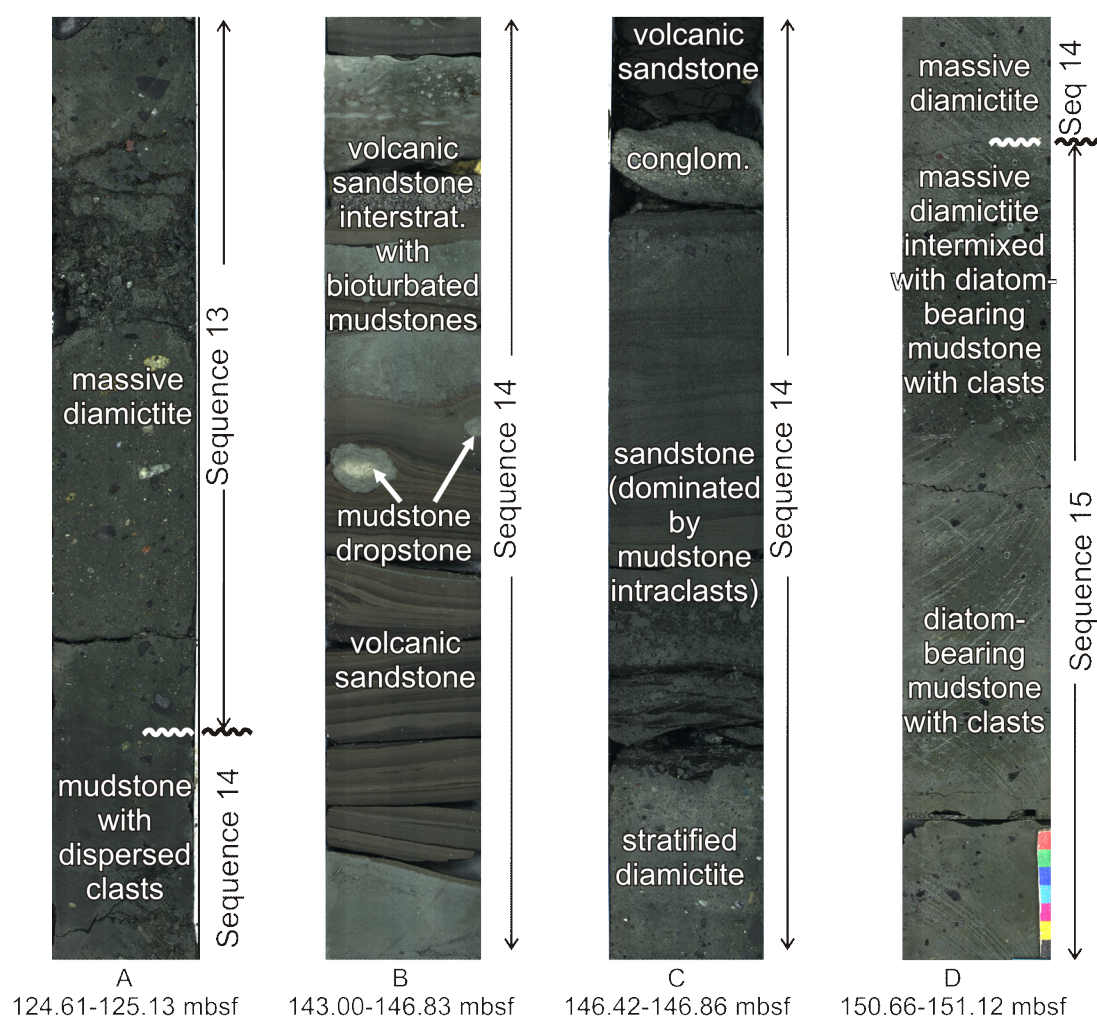 massive
diamictite
Sequence 13
mudstone
with
dispersed
clasts
Sequence 14
A
124.61-125.13 mbsf
volcanic
sandstone
interstrat.
with
bioturbated
mudstones
mudstone
dropstone
volcanic
sandstone
Sequence 14
B
143.00-146.83 mbsf
volcanic
sandstone
conglom.
sandstone
(dominated
by
mudstone
intraclasts)
stratified
diamictite
Sequence 14
C
146.42-146.86 mbsf
massive
diamictite
Seq 14
massive
diamictite
intermixed
with diatom-
bearing
mudstone
with clasts
diatom-
bearing
mudstone
with clasts
Sequence 15
D
150.66-151.12 mbsf